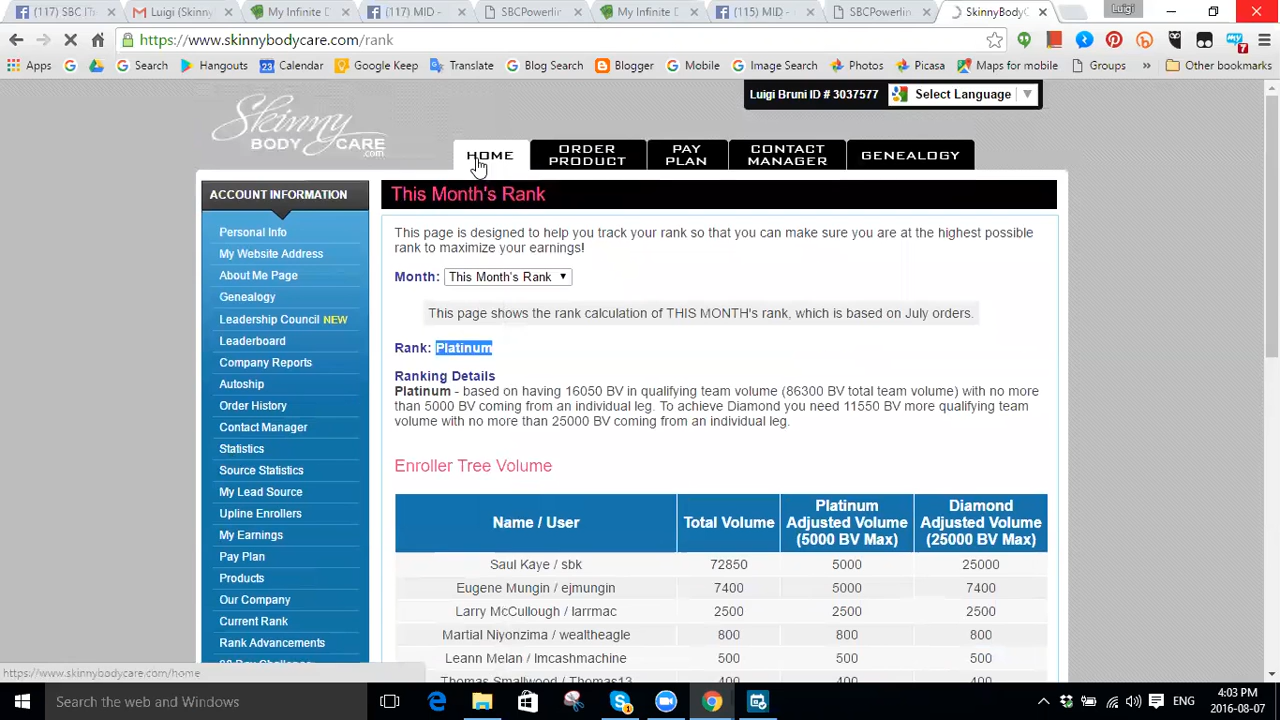 (117) SBC ITe
Luigi (Skinny
My Infinite D
(117) MID -
SBCPowerlin
My Infinite D
(115) MID -
SBCPowerlin
SkinnyBodyC
Luigi
https://www.skinnybodycare.com/rank
7
Apps
Search
Hangouts
23 Calendar
Google Keep
Translate
Blog Search
Blogger
Mobile
Image Search
Photos
Picasa
Maps for mobile
Groups
»
Other bookmarks
Skinny
BODY CARE
.com
Luigi Bruni ID # 3037577
Select Language
HOME
ORDER
PRODUCT
PAY
PLAN
CONTACT
MANAGER
GENEALOGY
ACCOUNT INFORMATION
Personal Info
My Website Address
About Me Page
Genealogy
Leadership Council NEW
Leaderboard
Company Reports
Autoship
Order History
Contact Manager
Statistics
Source Statistics
My Lead Source
Upline Enrollers
My Earnings
Pay Plan
Products
Our Company
Current Rank
Rank Advancements
This Month's Rank
This page is designed to help you track your rank so that you can make sure you are at the highest possible
rank to maximize your earnings!
Month: This Month's Rank
This page shows the rank calculation of THIS MONTH's rank, which is based on July orders.
Rank: Platinum
Ranking Details
Platinum - based on having 16050 BV in qualifying team volume (86300 BV total team volume) with no more
than 5000 BV coming from an individual leg. To achieve Diamond you need 11550 BV more qualifying team
volume with no more than 25000 BV coming from an individual leg.
Enroller Tree Volume
Name / User
Total Volume
Platinum
Adjusted Volume
(5000 BV Max)
Diamond
Adjusted Volume
(25000 BV Max)
Saul Kaye / sbk 72850 5000 25000
Eugene Mungin / ejmungin 7400 5000 7400
Larry McCullough / larrmac 2500 2500 2500
Martial Niyonzima / wealtheagle 800 800 800
Leann Melan / lmcashmachine 500 500 500
Thomas Smallwood / Thomas13 400 400 400
https://www.skinnybodycare.com/home
Search the web and Windows
ENG
4:03 PM
2016-08-07